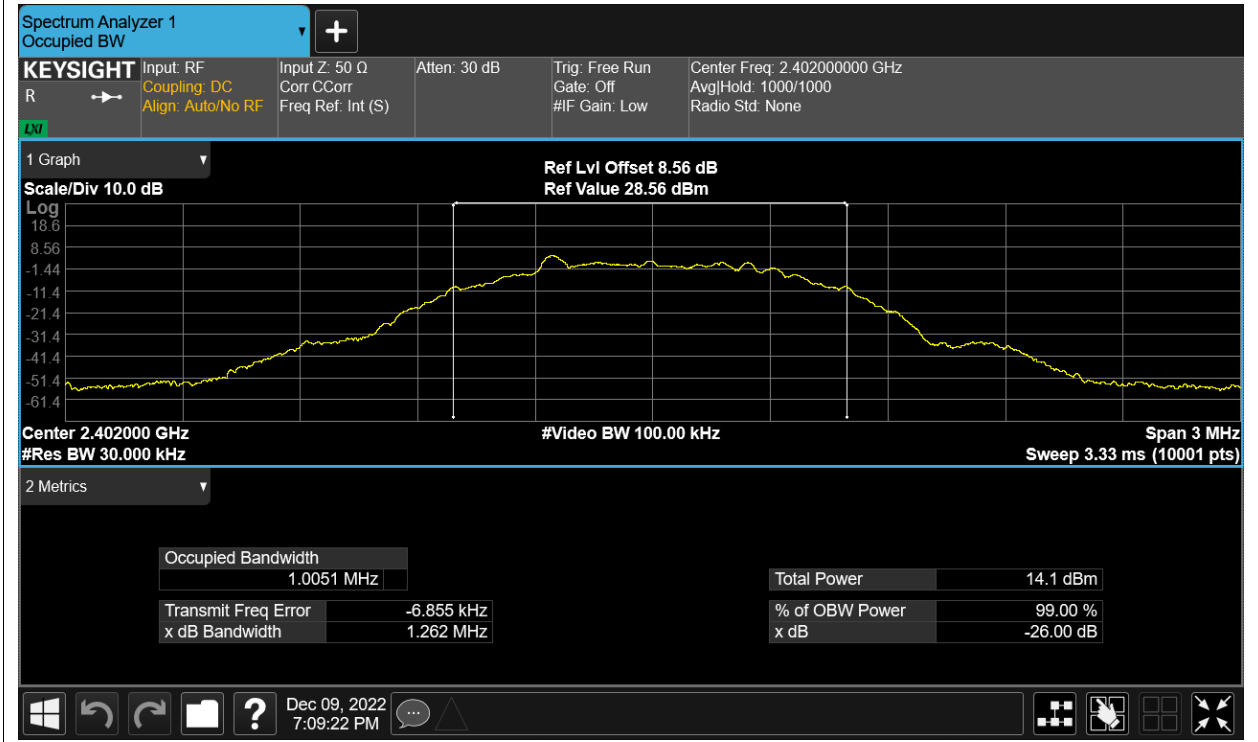 Spectrum Analyzer 1
Occupied BW
KEYSIGHT
R
LXI
Input: RF
Coupling: DC
Align: Auto/No RF
Input Z: 50 Ω
Corr CCorr
Freq Ref: Int (S)
Atten: 30 dB
Trig: Free Run
Gate: Off
#IF Gain: Low
Center Freq: 2.402000000 GHz
Avg|Hold: 1000/1000
Radio Std: None
1 Graph
Scale/Div 10.0 dB
Ref Lvl Offset 8.56 dB
Ref Value 28.56 dBm
Log
18.6
8.56
-1.44
-11.4
-21.4
-31.4
-41.4
-51.4
-61.4
Center 2.402000 GHz
#Video BW 100.00 kHz
Span 3 MHz
#Res BW 30.000 kHz
Sweep 3.33 ms (10001 pts)
2 Metrics
Occupied Bandwidth
1.0051 MHz
Total Power 14.1 dBm
Transmit Freq Error -6.855 kHz
% of OBW Power 99.00 %
x dB Bandwidth 1.262 MHz
x dB -26.00 dB
?
Dec 09, 2022
7:09:22 PM